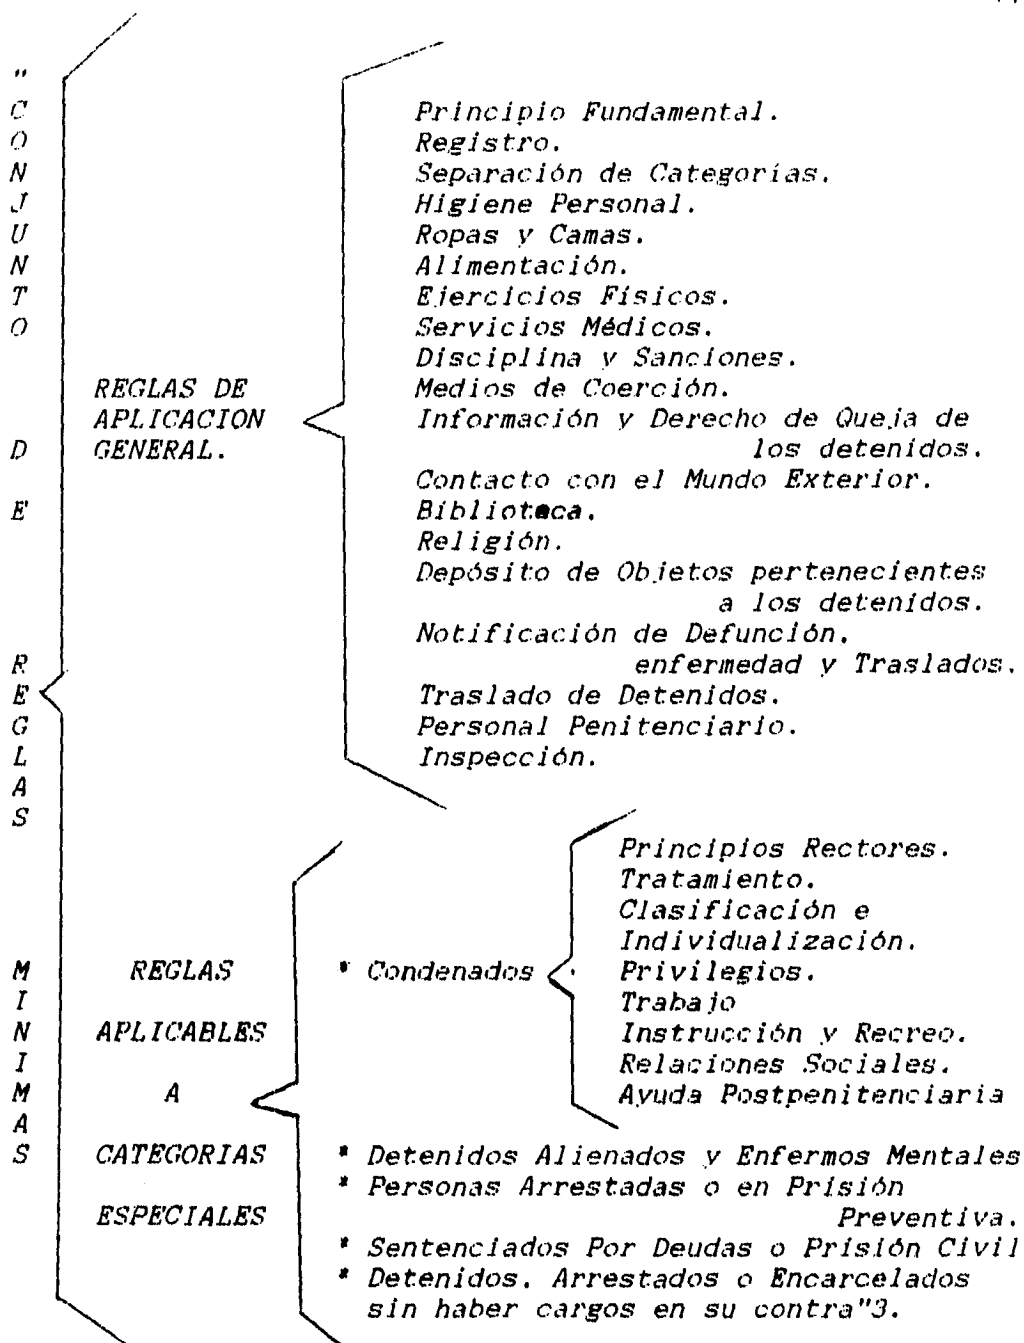 "CONJUNTO DE REGLAS MINIMAS
REGLAS DE
APLICACION
GENERAL.
Principio Fundamental.
Registro.
Separación de Categorías.
Higiene Personal.
Ropas y Camas.
Alimentación.
Ejercicios Físicos.
Servicios Médicos.
Disciplina y Sanciones.
Medios de Coerción.
Información y Derecho de Queja de
los detenidos.
Contacto con el Mundo Exterior.
Biblioteca.
Religión.
Depósito de Objetos pertenecientes
a los detenidos.
Notificación de Defunción,
enfermedad y Traslados.
Traslado de Detenidos.
Personal Penitenciario.
Inspección.
REGLAS
APLICABLES
A
CATEGORIAS
ESPECIALES
* Condenados
Principios Rectores.
Tratamiento.
Clasificación e
Individualización.
Privilegios.
Trabajo
Instrucción y Recreo.
Relaciones Sociales.
Ayuda Postpenitenciaria
* Detenidos Alienados y Enfermos Mentales
* Personas Arrestadas o en Prisión
Preventiva.
* Sentenciados Por Deudas o Prisión Civil
* Detenidos, Arrestados o Encarcelados
sin haber cargos en su contra"3.